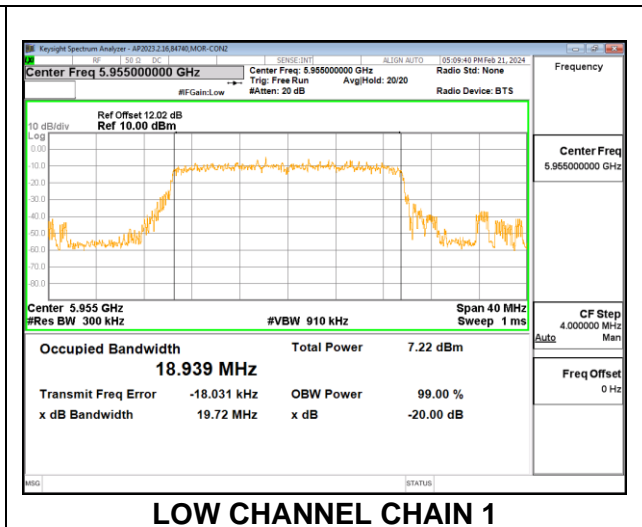 Keysight Spectrum Analyzer - AP2023.2.16,84740,MOR-CON2
RF 50 Ω DC SENSE:INT ALIGN AUTO 05:09:40 PM Feb 21, 2024
Center Freq 5.955000000 GHz
Center Freq: 5.955000000 GHz
Radio Std: None
Trig: Free Run Avg|Hold: 20/20
#IFGain:Low #Atten: 20 dB Radio Device: BTS
Frequency
Ref Offset 12.02 dB
10 dB/div Ref 10.00 dBm
Log
0.00
-10.0
-20.0
-30.0
-40.0
-50.0
-60.0
-70.0
-80.0
Center Freq
5.955000000 GHz
Center 5.955 GHz Span 40 MHz
#Res BW 300 kHz #VBW 910 kHz Sweep 1 ms
CF Step
4.000000 MHz
Auto Man
Occupied Bandwidth Total Power 7.22 dBm
18.939 MHz
Transmit Freq Error -18.031 kHz OBW Power 99.00 %
x dB Bandwidth 19.72 MHz x dB -20.00 dB
Freq Offset
0 Hz
MSG STATUS
LOW CHANNEL CHAIN 1